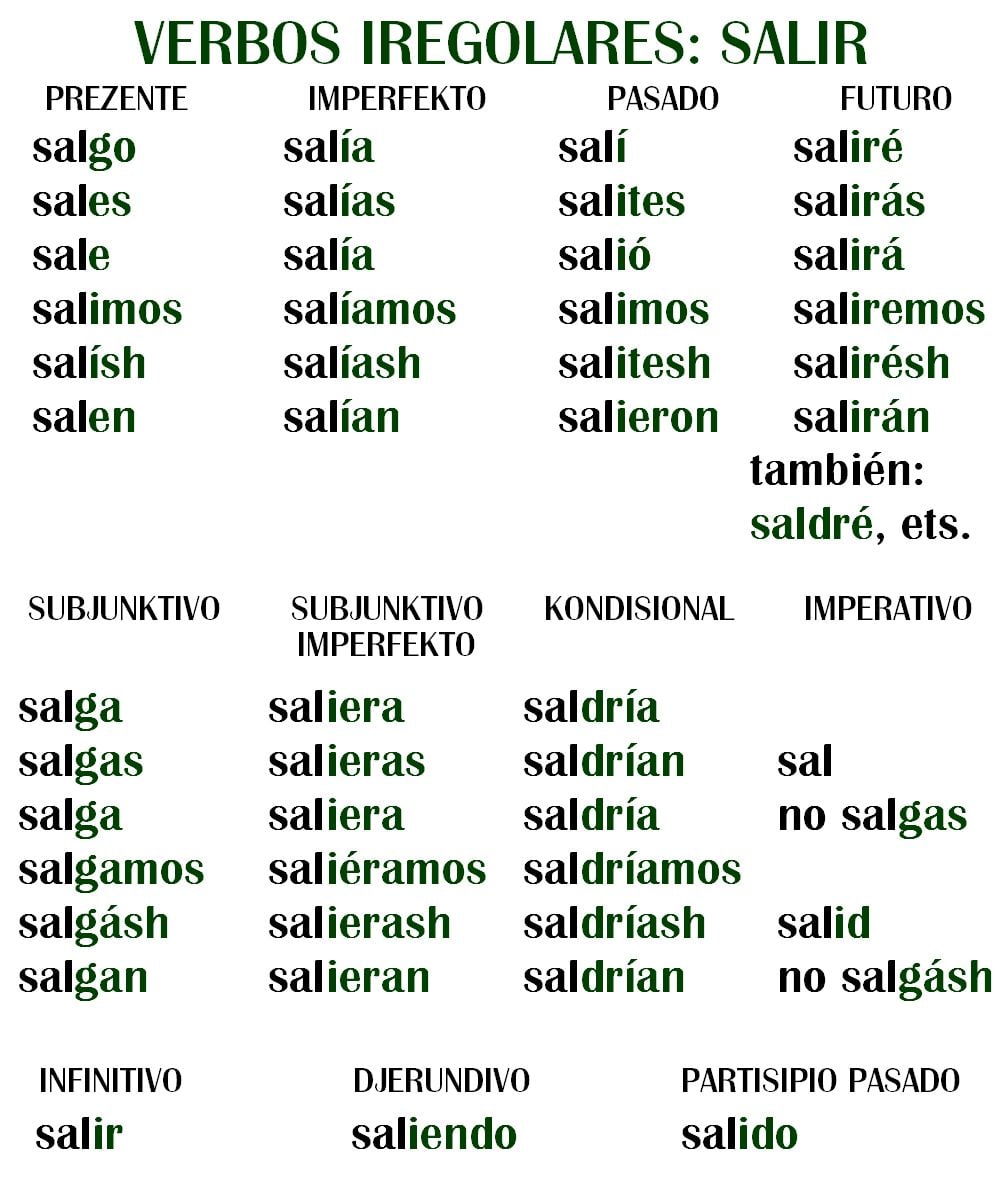 VERBOS IREGOLARES: SALIR
PREZENTE IMPERFEKTO PASADO FUTURO
salgo salía salí saliré
sales salías salites salirás
sale salía salió salirá
salimos salíamos salimos saliremos
salísh salíash salitesh salirésh
salen salían salieron salirán
también:
saldré, ets.
SUBJUNKTIVO SUBJUNKTIVO KONDISIONAL IMPERATIVO
IMPERFEKTO
salga saliera saldría
salgas salieras saldrían sal
salga saliera saldría no salgas
salgamos saliéramos saldríamos
salgásh salierash saldríash salid
salgan salieran saldrían no salgásh
INFINITIVO DJERUNDIVO PARTISIPIO PASADO
salir saliendo salido